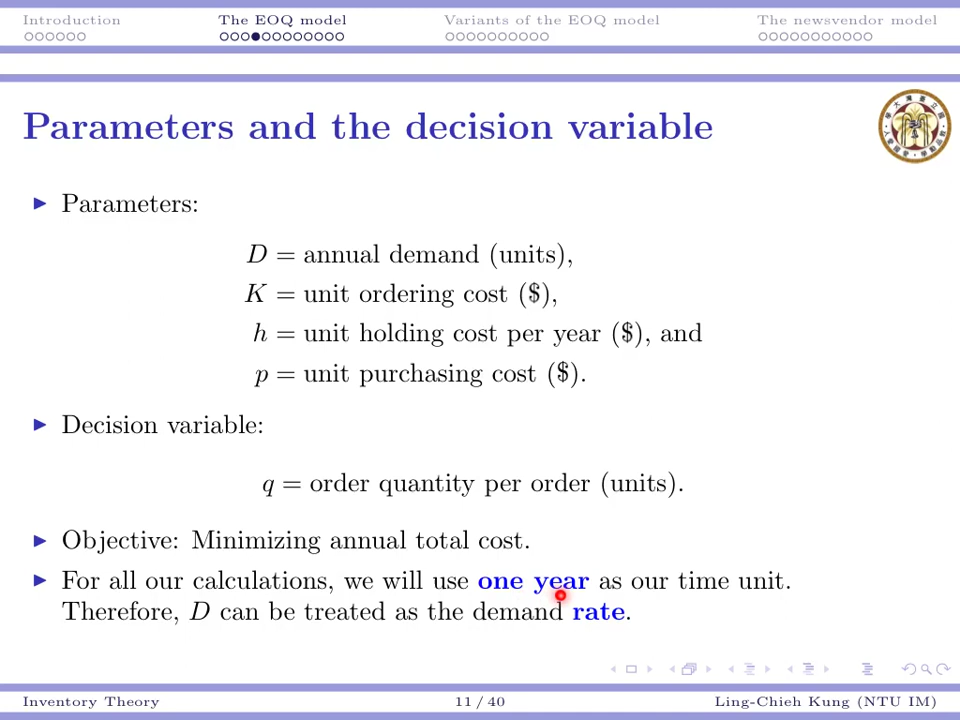 Introduction
The EOQ model
Variants of the EOQ model
The newsvendor model
Parameters and the decision variable
Parameters:
D = annual demand (units),
K = unit ordering cost ($),
h = unit holding cost per year ($), and
p = unit purchasing cost ($).
Decision variable:
q = order quantity per order (units).
Objective: Minimizing annual total cost.
For all our calculations, we will use one year as our time unit.
Therefore, D can be treated as the demand rate.
Inventory Theory
11 / 40
Ling-Chieh Kung (NTU IM)